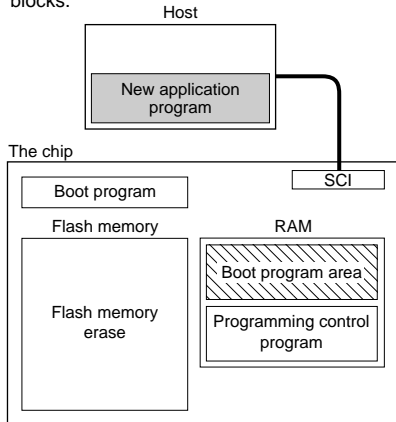 blocks.
Host
New application
program
The chip
SCI
Boot program
Flash memory
RAM
Boot program area
Flash memory
erase
Programming control
program